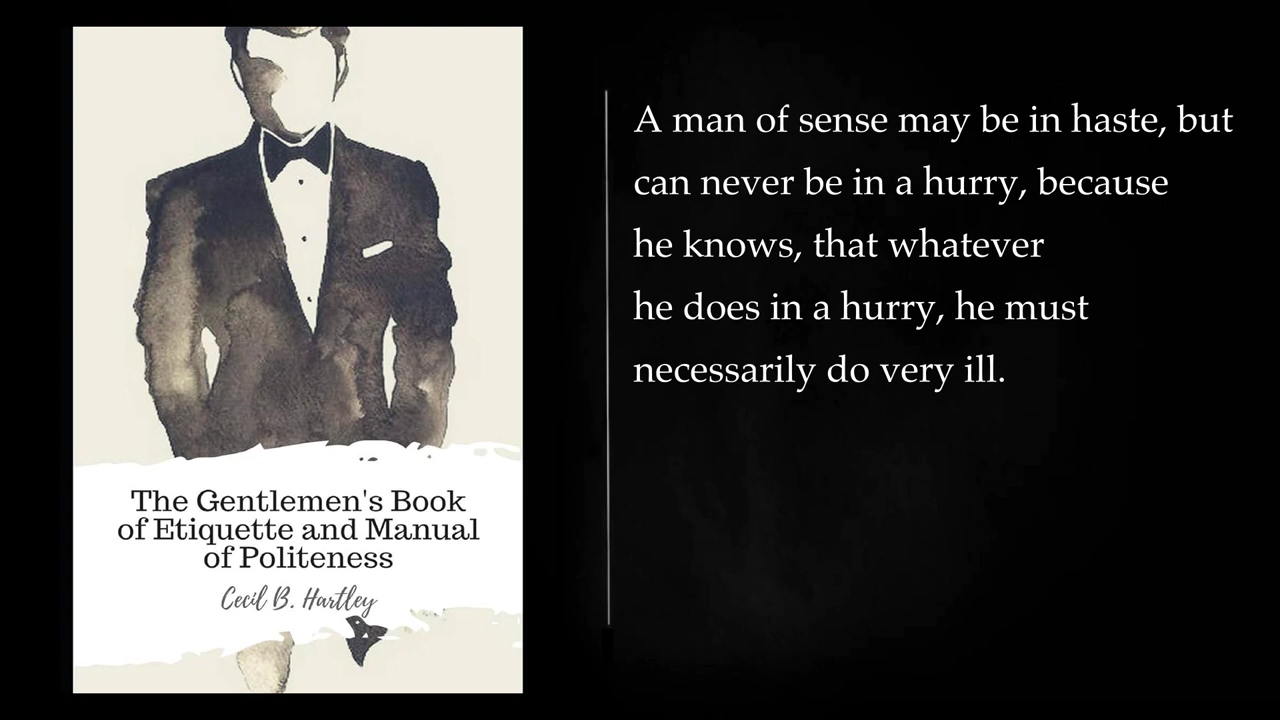 The Gentlemen's Book
of Etiquette and Manual
of Politeness
Cecil B. Hartley
A man of sense may be in haste, but
can never be in a hurry, because
he knows, that whatever
he does in a hurry, he must
necessarily do very ill.